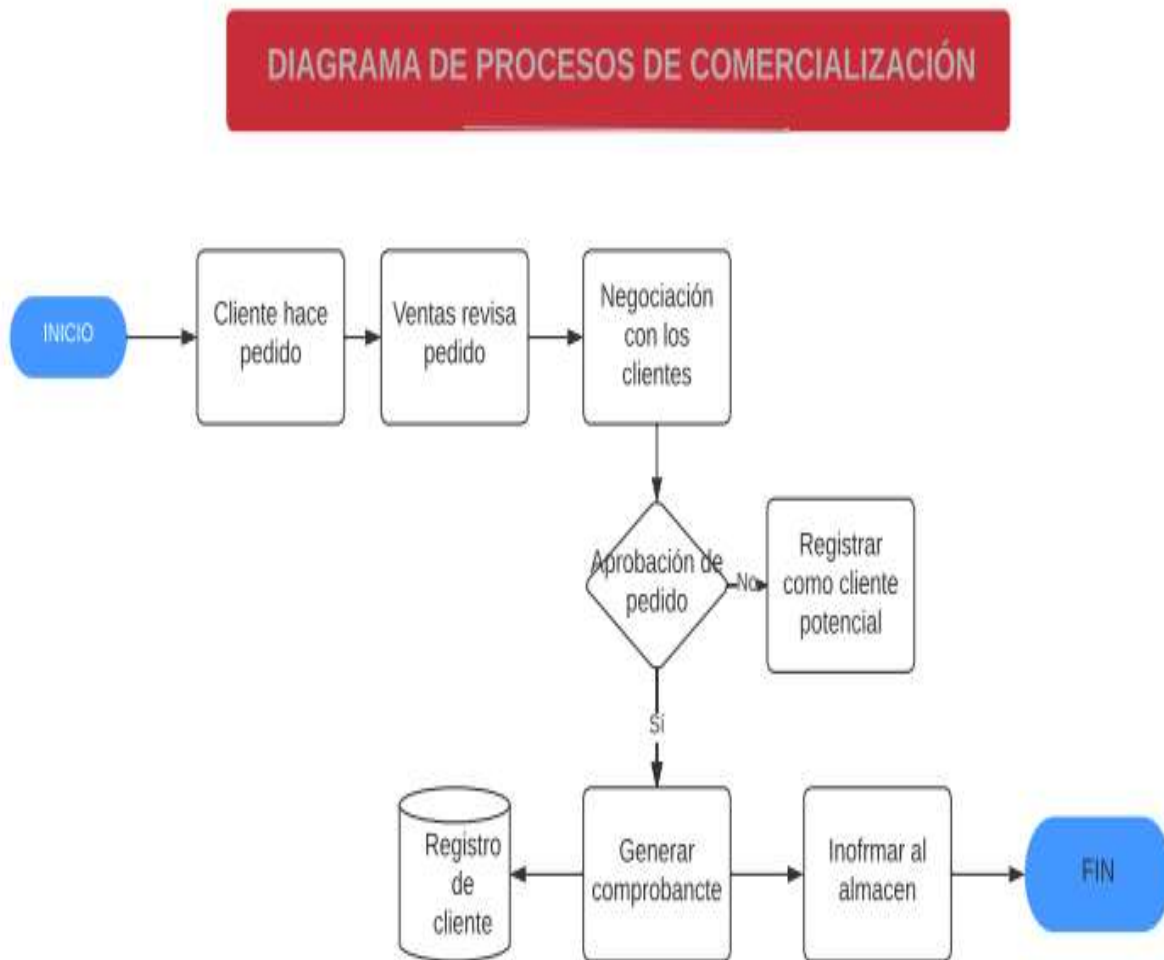 DIAGRAMA DE PROCESOS DE COMERCIALIZACIÓN
INICIO
Cliente hace
pedido
Ventas revisa
pedido
Negociación
con los
clientes
Aprobación de
pedido
No
Registrar
como cliente
potencial
Sí
Registro
de
cliente
Generar
comprobancte
Inofrmar al
almacen
FIN